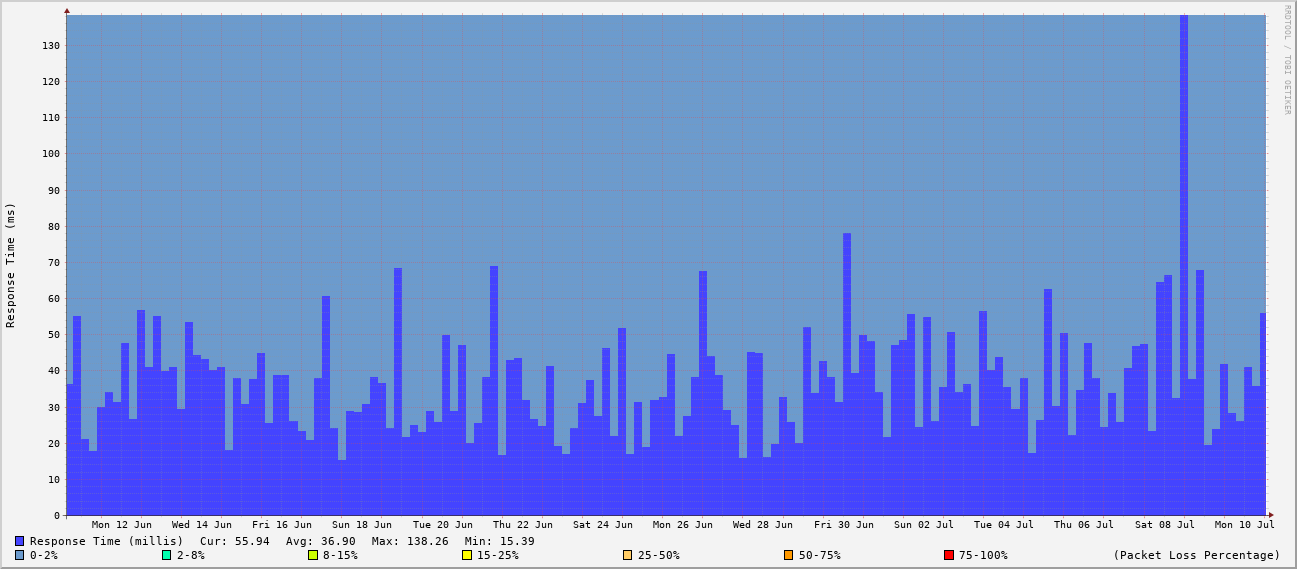 RRDTOOL / TOBI OETIKER
Response Time (ms)
130
120
110
100
90
80
70
60
50
40
30
20
10
0
Mon 12 Jun Wed 14 Jun Fri 16 Jun Sun 18 Jun Tue 20 Jun Thu 22 Jun Sat 24 Jun Mon 26 Jun Wed 28 Jun Fri 30 Jun Sun 02 Jul Tue 04 Jul Thu 06 Jul Sat 08 Jul Mon 10 Jul
Response Time (millis) Cur: 55.94 Avg: 36.90 Max: 138.26 Min: 15.39
0-2% 2-8% 8-15% 15-25% 25-50% 50-75% 75-100% (Packet Loss Percentage)